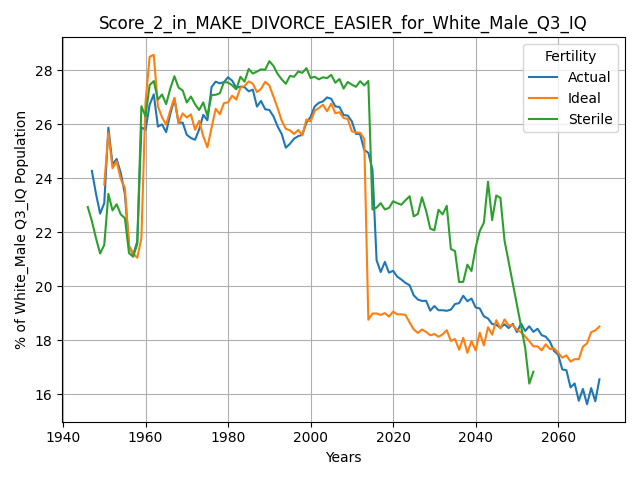 Score_2_in_MAKE_DIVORCE_EASIER_for_White_Male_Q3_IQ
Fertility
Actual
Ideal
Sterile
% of White_Male Q3_IQ Population
28
26
24
22
20
18
16
1940
1960
1980
2000
2020
2040
2060
Years